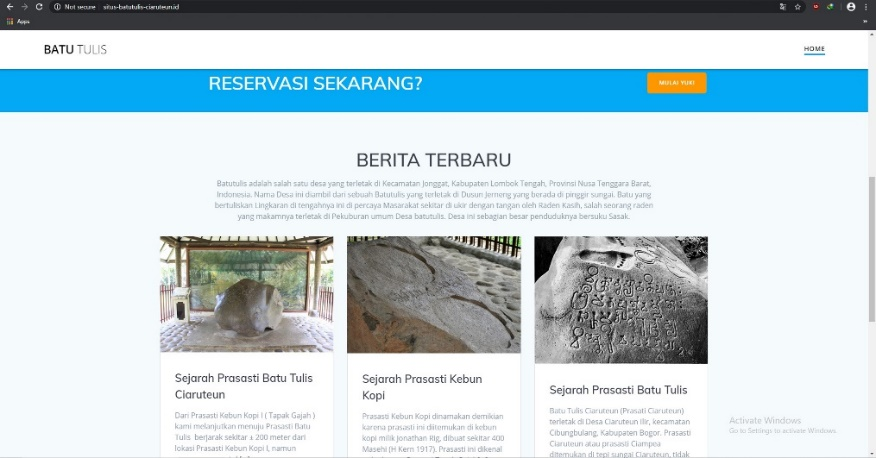 Not secure | situs-batutulis-ciaruteun.id
Apps
BATU TULIS
HOME
RESERVASI SEKARANG?
MULAI YUK!
BERITA TERBARU
Batutulis adalah salah satu desa yang terletak di Kecamatan Jonggat, Kabupaten Lombok Tengah, Provinsi Nusa Tenggara Barat,
Indonesia. Nama Desa ini diambil dari sebuah Batutulis yang terletak di Dusun Jemeng yang berada di pinggir sungai. Batu yang
bertuliskan Lingkaran di tengahnya ini di percaya Masarakat sekitar di ukir dengan tangan oleh Raden Kasih, salah seorang raden
yang makamnya terletak di Pekuburan umum Desa batutulis. Desa ini sebagian besar penduduknya bersuku Sasak.
Sejarah Prasasti Batu Tulis
Ciaruteun
Dari Prasasti Kebun Kopi I ( Tapak Gajah )
kami melanjutkan menuju Prasasti Batu
Tulis berjarak sekitar ± 200 meter dari
lokasi Prasasti Kebun Kopi I, namun
Sejarah Prasasti Kebun
Kopi
Prasasti Kebun Kopi dinamakan demikian
karena prasasti ini ditemukan di kebun
kopi milik Jonathan Rig, dibuat sekitar 400
Masehi (H Kern 1917). Prasasti ini dikenal
Sejarah Prasasti Batu Tulis
Batu Tulis Ciaruteun (Prasati Ciaruteun)
terletak di Desa Ciaruteun Ilir, kecamatan
Cibungbulang, Kabupaten Bogor. Prasasti
Ciaruteun atau prasasti Ciampea
ditemukan di tepi sungai Ciaruteun, tidak
Activate Windows
Go to Settings to activate Windows.